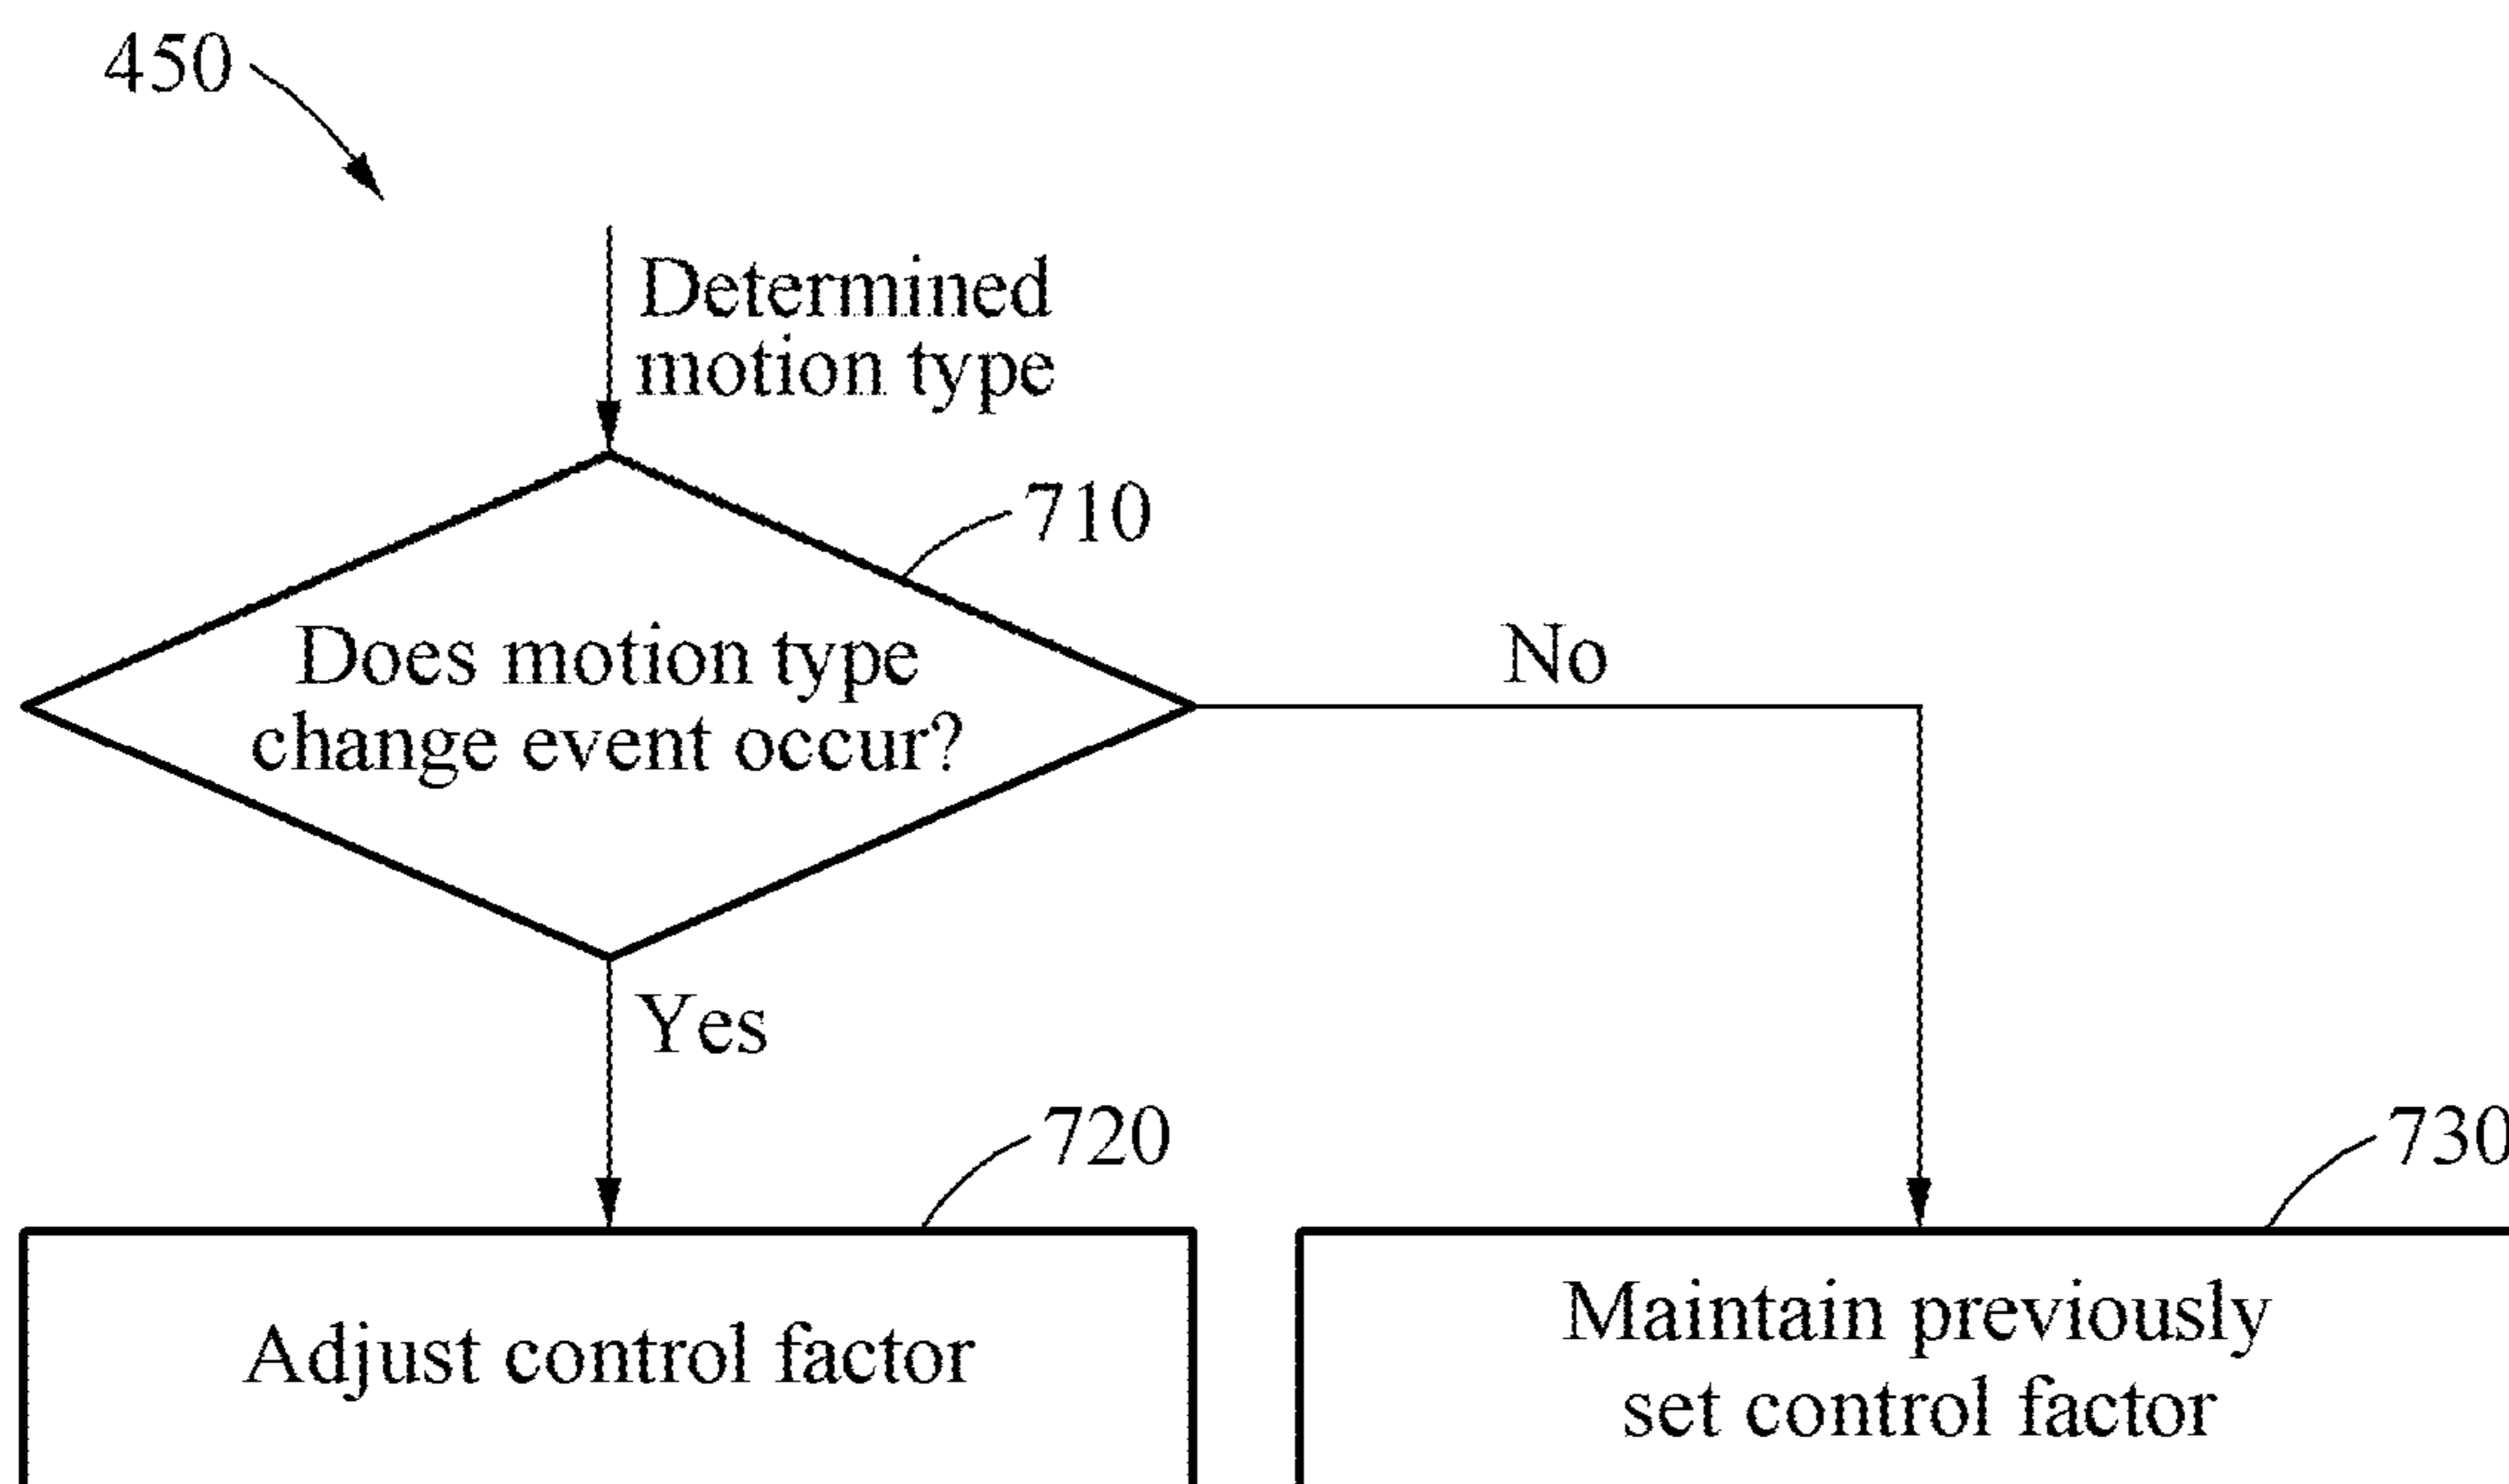 450
Determined
motion type
710
Does motion type
change event occur?
No
Yes
720
730
Adjust control factor
Maintain previously
set control factor